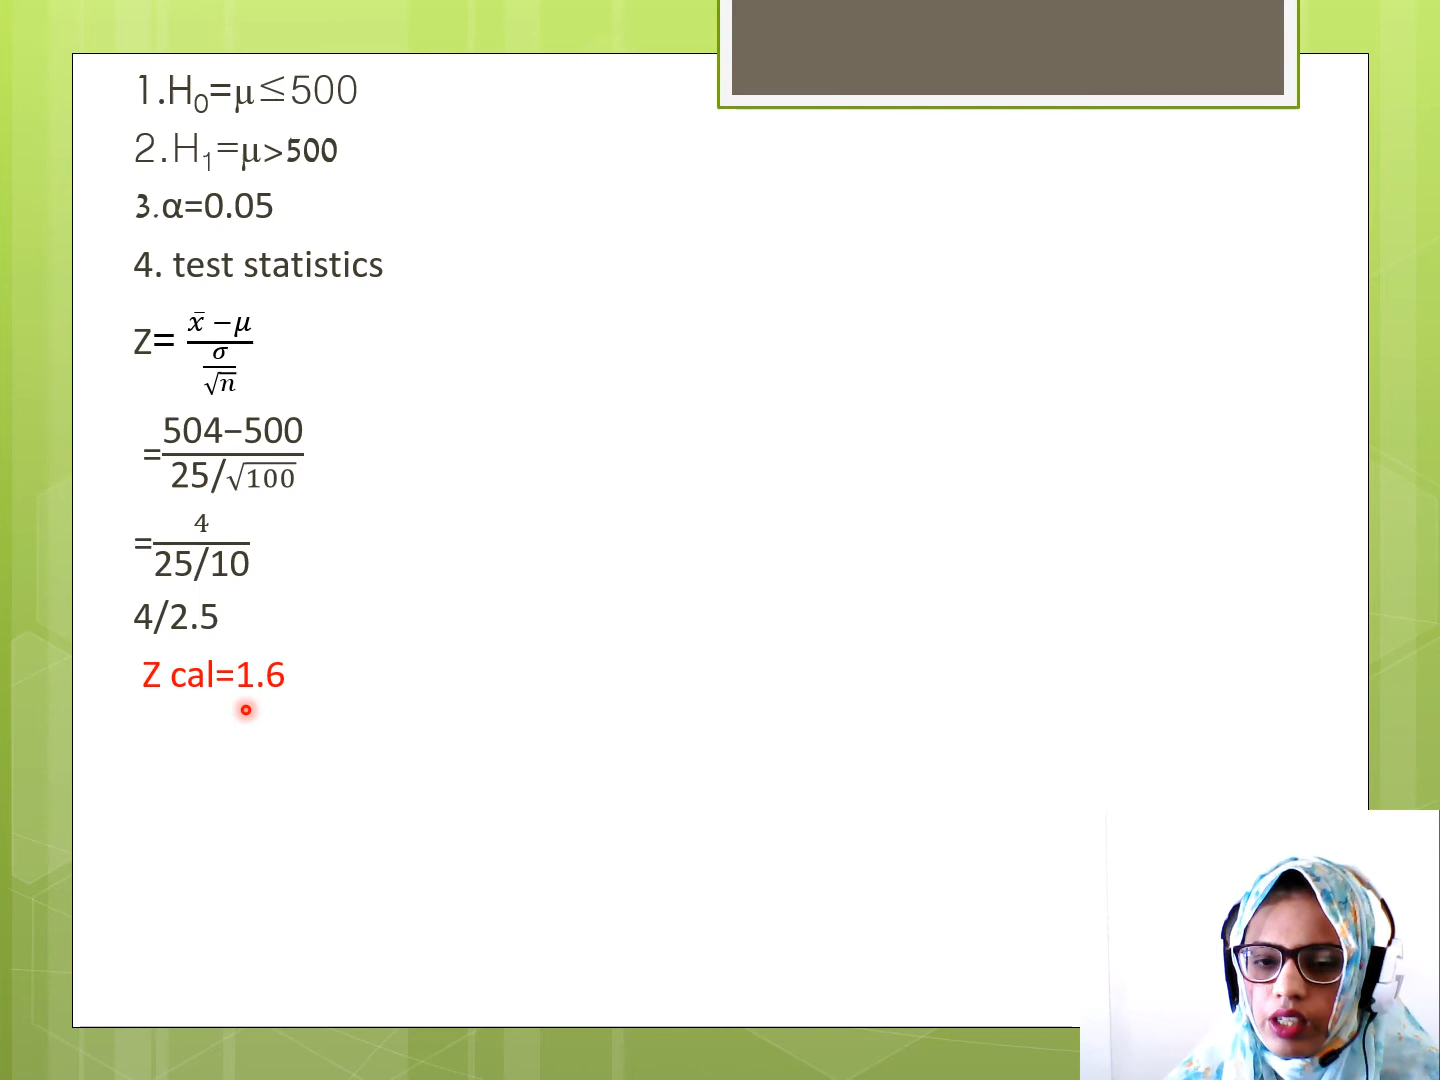 1.H₀=μ≤500
2.H₁=μ>500
3.α=0.05
4. test statistics
Z= (x̄ −μ)/(σ/√n)
=(504−500)/(25/√100)
=4/(25/10)
4/2.5
Z cal=1.6